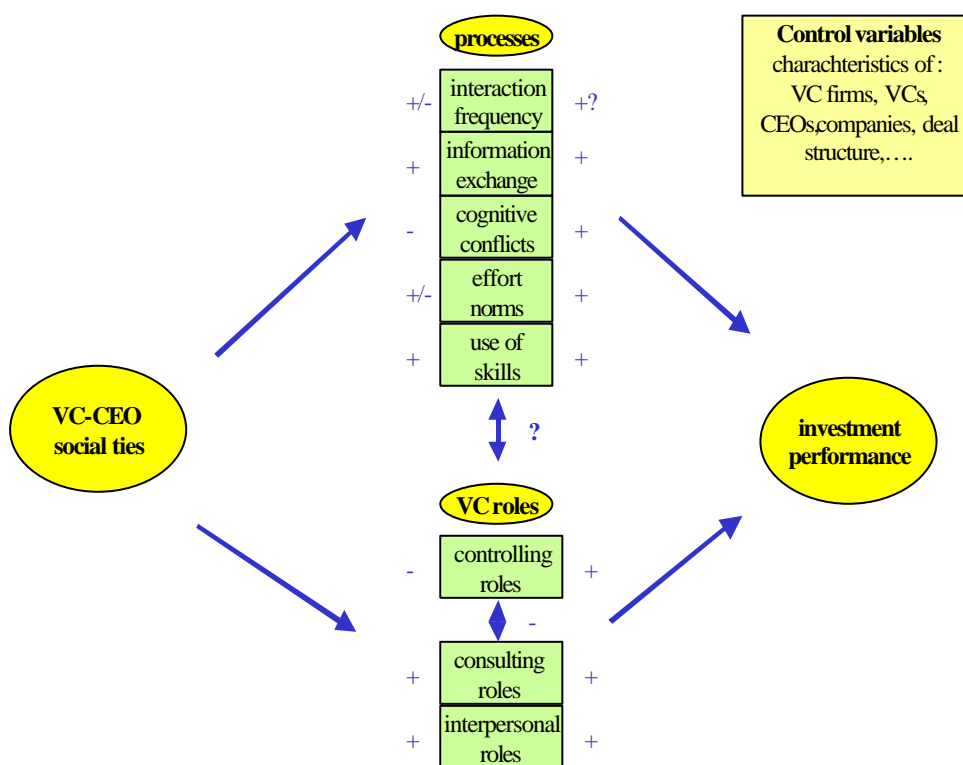 processes
Control variables
charachteristics of :
VC firms, VCs,
CEOs,companies, deal
structure,….
+/-
interaction
frequency
+?
+
information
exchange
+
-
cognitive
conflicts
+
+/-
effort
norms
+
+
use of
skills
+
VC-CEO
social ties
?
investment
performance
VC roles
-
controlling
roles
+
-
+
consulting
roles
+
+
interpersonal
roles
+